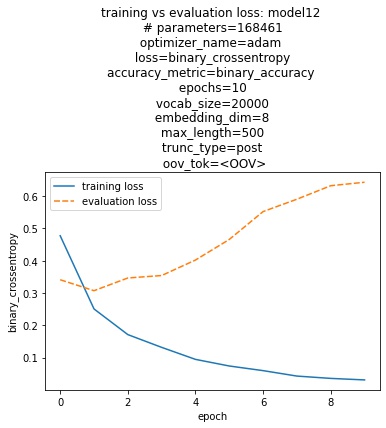 training vs evaluation loss: model12
# parameters=168461
optimizer_name=adam
loss=binary_crossentropy
accuracy_metric=binary_accuracy
epochs=10
vocab_size=20000
embedding_dim=8
max_length=500
trunc_type=post
oov_tok=<OOV>
training loss
evaluation loss
0.6
0.5
0.4
0.3
0.2
0.1
binary_crossentropy
0 2 4 6 8
epoch